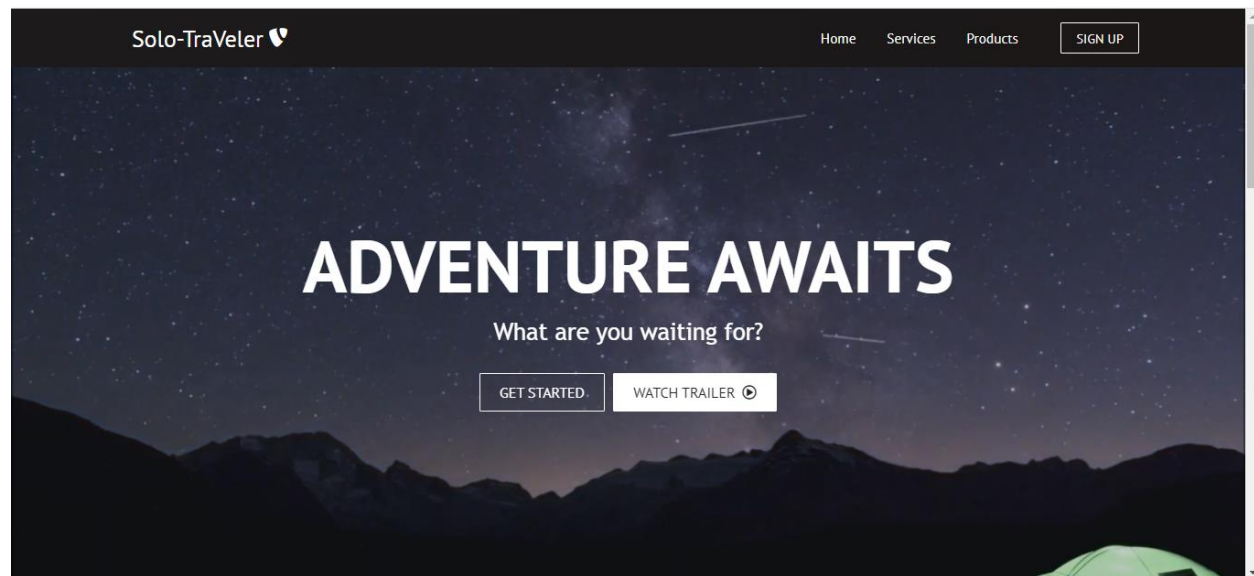 Solo-TraVeler
Home Services Products SIGN UP
ADVENTURE AWAITS
What are you waiting for?
GET STARTED WATCH TRAILER